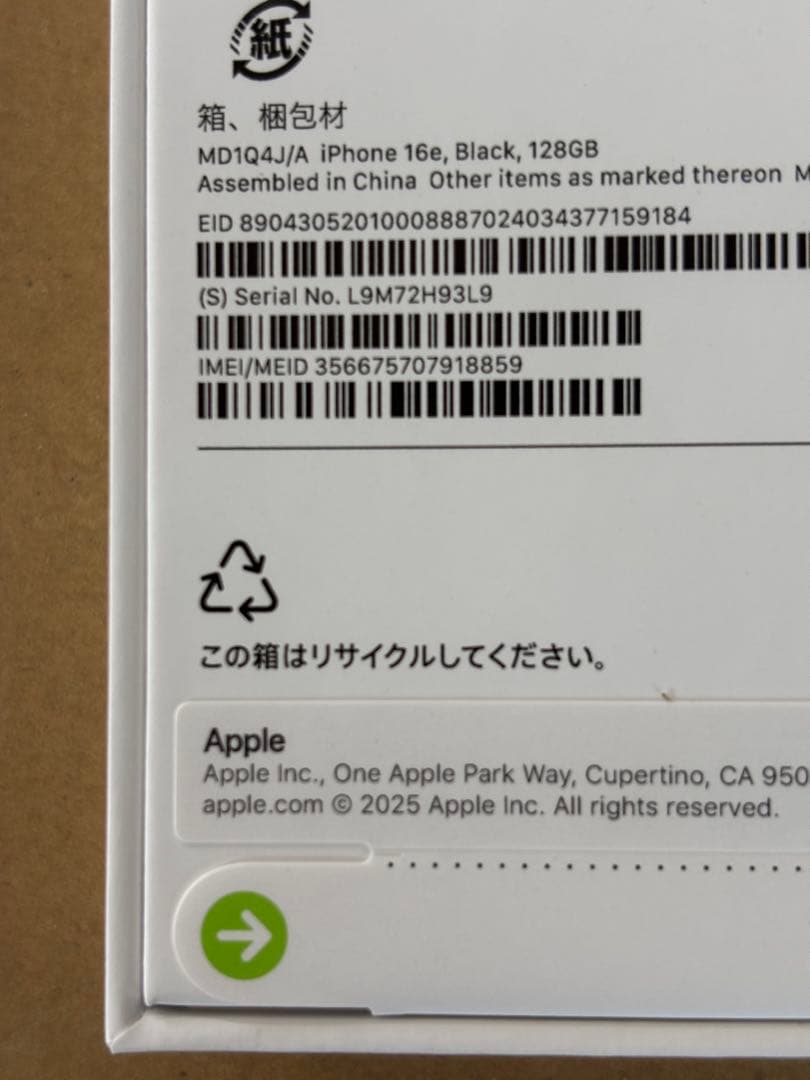 紙
箱、梱包材
MD1Q4J/A iPhone 16e, Black, 128GB
Assembled in China Other items as marked thereon M
EID 89043052010008887024034377159184
(S) Serial No. L9M72H93L9
IMEI/MEID 356675707918859
この箱はリサイクルしてください。
Apple
Apple Inc., One Apple Park Way, Cupertino, CA 950
apple.com © 2025 Apple Inc. All rights reserved.